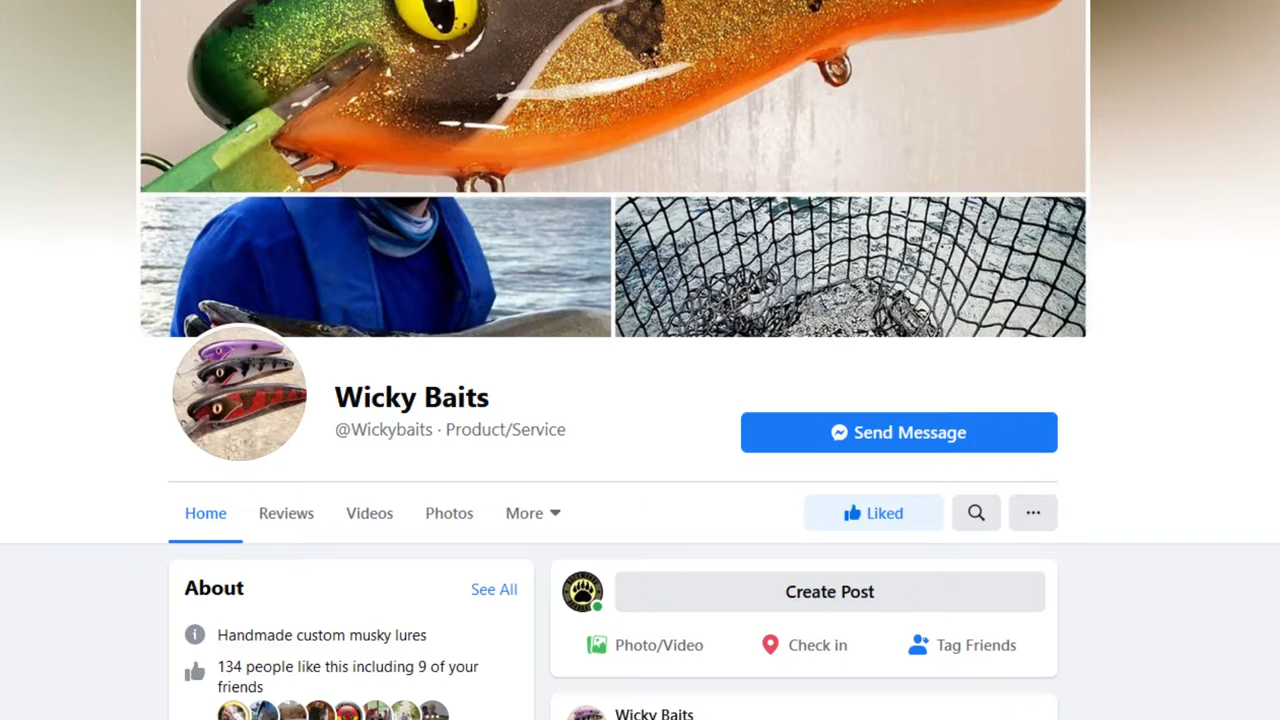 Wicky Baits
@Wickybaits · Product/Service
Send Message
Home
Reviews
Videos
Photos
More
Liked
About
See All
Create Post
Handmade custom musky lures
Photo/Video
Check in
Tag Friends
134 people like this including 9 of your
friends
Wicky Baits